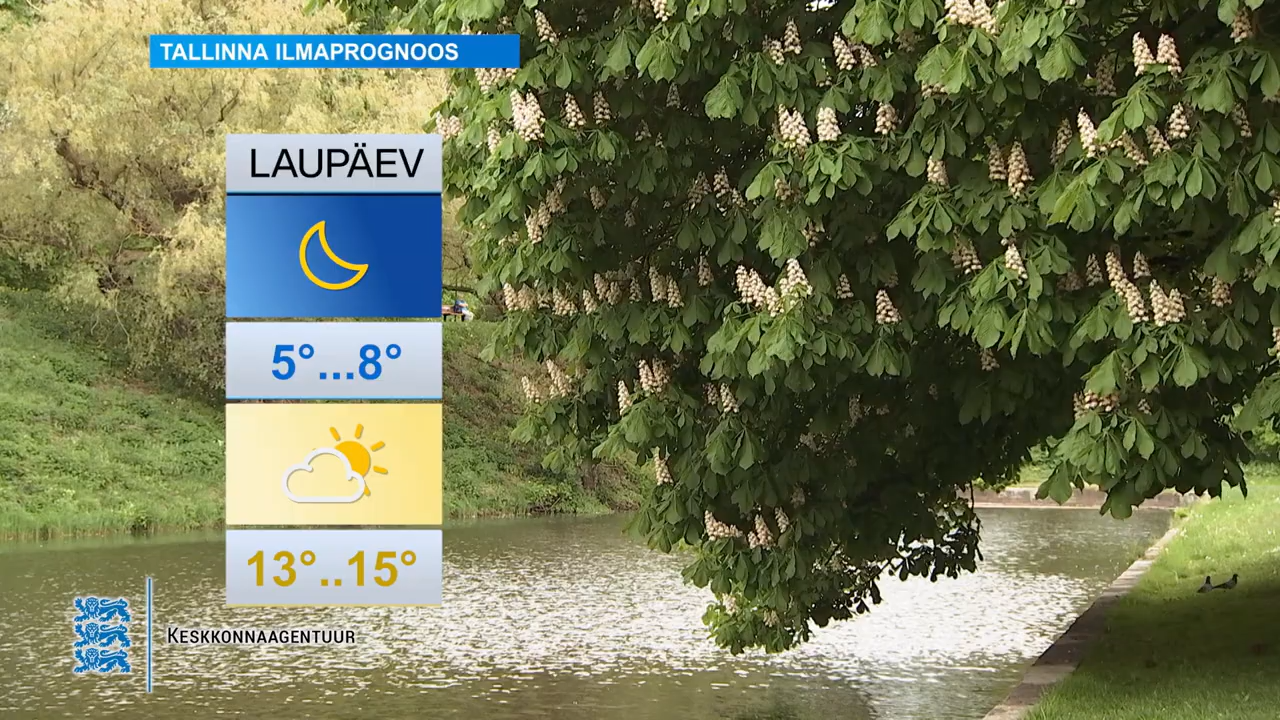 TALLINNA ILMAPROGNOOS
LAUPÄEV
5°...8°
13°..15°
KESKKONNAAGENTUUR